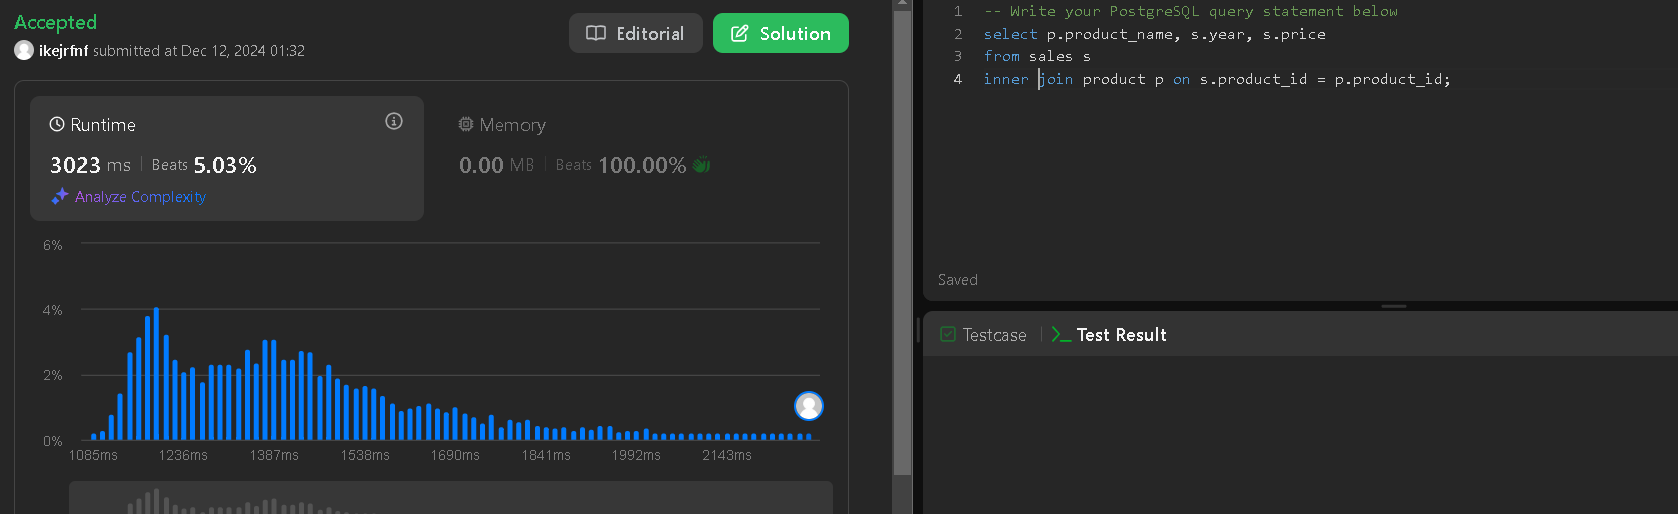 Accepted
ikejrfnf submitted at Dec 12, 2024 01:32
Editorial
Solution
Runtime
3023 ms | Beats 5.03%
Analyze Complexity
Memory
0.00 MB | Beats 100.00%
6%
4%
2%
0%
1085ms 1236ms 1387ms 1538ms 1690ms 1841ms 1992ms 2143ms
1 -- Write your PostgreSQL query statement below
2 select p.product_name, s.year, s.price
3 from sales s
4 inner join product p on s.product_id = p.product_id;
Saved
Testcase | >_ Test Result